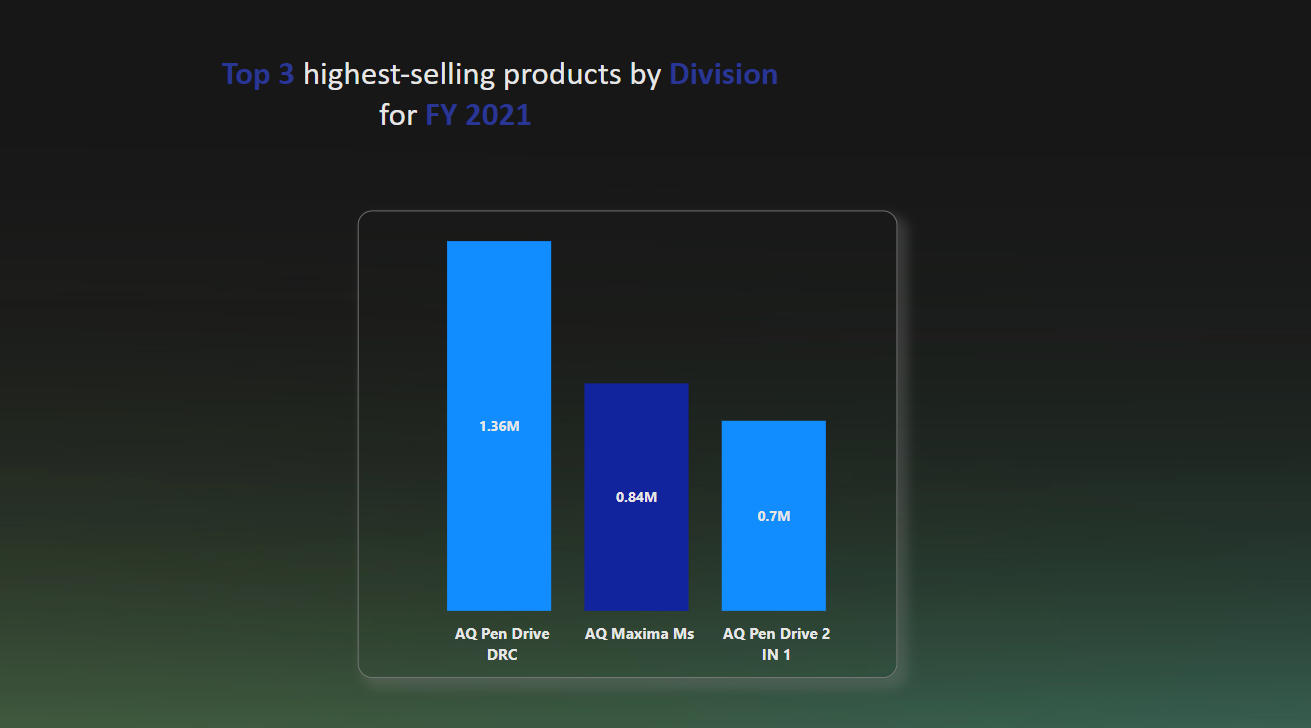 Top 3 highest-selling products by Division
for FY 2021
1.36M
0.84M
0.7M
AQ Pen Drive
DRC
AQ Maxima Ms
AQ Pen Drive 2
IN 1